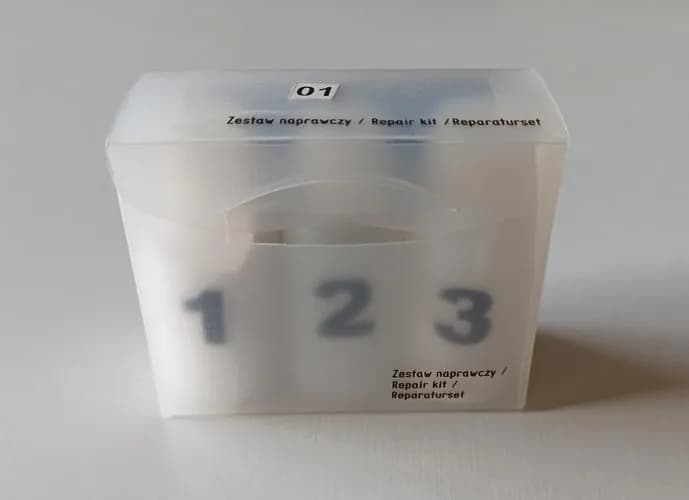 01
Zestaw naprawczy / Repair kit /Reparaturset
1 2 3
Zestaw naprawczy /
Repair kit /
Reparaturset